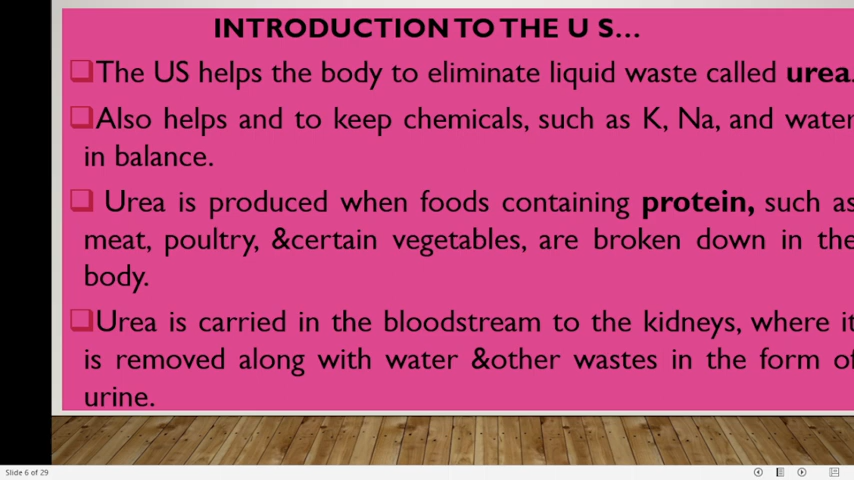 INTRODUCTION TO THE U S...
The US helps the body to eliminate liquid waste called urea.
Also helps and to keep chemicals, such as K, Na, and water
in balance.
Urea is produced when foods containing protein, such as
meat, poultry, &certain vegetables, are broken down in the
body.
Urea is carried in the bloodstream to the kidneys, where it
is removed along with water &other wastes in the form of
urine.
Slide 6 of 29